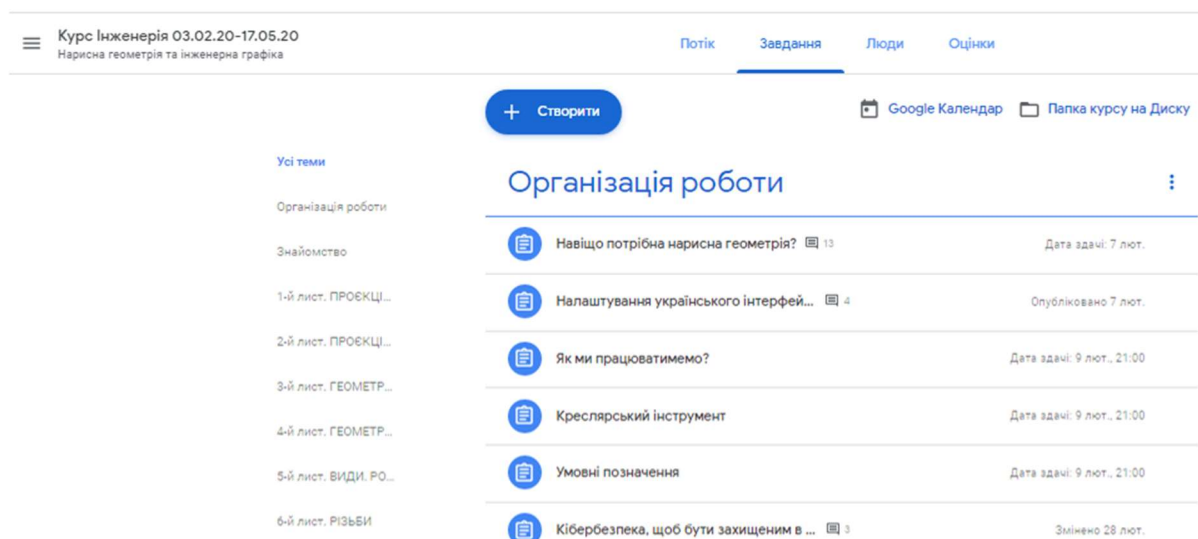 Курс Інженерія 03.02.20-17.05.20
Нарисна геометрія та інженерна графіка
Потік Завдання Люди Оцінки
+ Створити
Google Календар Папка курсу на Диску
Усі теми
Організація роботи
Знайомство
1-й лист. ПРОЄКЦІ...
2-й лист. ПРОЄКЦІ...
3-й лист. ГЕОМЕТР...
4-й лист. ГЕОМЕТР...
5-й лист. ВИДИ. РО...
6-й лист. РІЗЬБИ
Організація роботи
Навіщо потрібна нарисна геометрія? 13 Дата здачі: 7 лют.
Налаштування українського інтерфей... 4 Опубліковано 7 лют.
Як ми працюватимемо? Дата здачі: 9 лют., 21:00
Креслярський інструмент Дата здачі: 9 лют., 21:00
Умовні позначення Дата здачі: 9 лют., 21:00
Кібербезпека, щоб бути захищеним в ... 3 Змінено 28 лют.